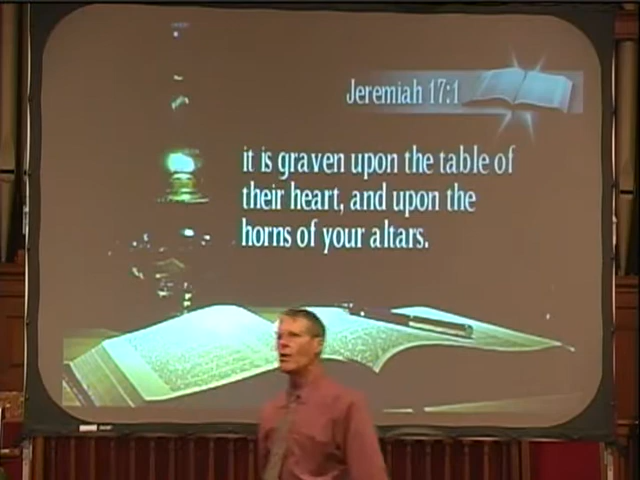 Jeremiah 17:1
it is graven upon the table of
their heart, and upon the
horns of your altars.